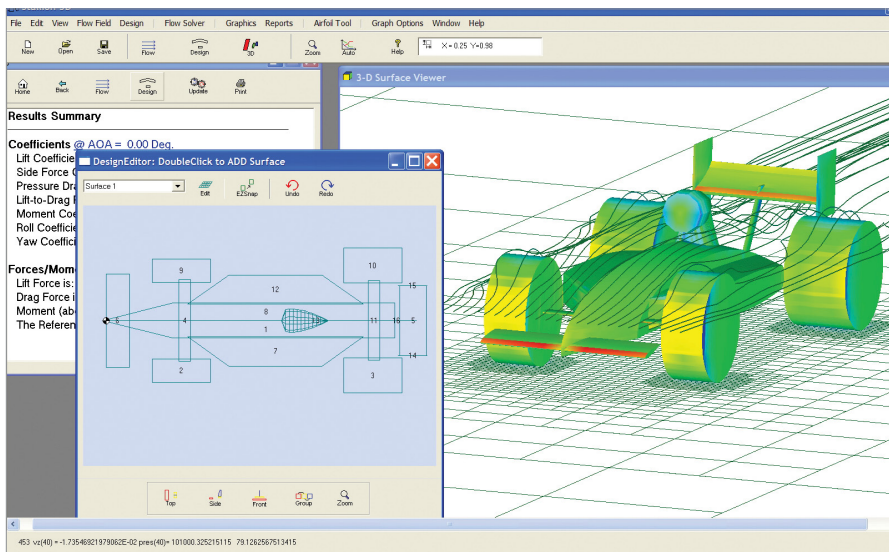 File Edit View Flow Field Design Flow Solver Graphics Reports Airfoil Tool Graph Options Window Help
New Open Save Flow Design 3D Zoom Auto Help X= 0.25 Y=0.98
Home Back Flow Design Update Print
Results Summary
Coefficients @ AOA = 0.00 Deg.
Lift Coefficie
Side Force
Pressure Dra
Lift-to-Drag
Moment Coe
Roll Coefficie
Yaw Coeffici
Forces/Mom
Lift Force is:
Drag Force i
Moment (ab
The Referen
DesignEditor: DoubleClick to ADD Surface
Surface 1 Edit EZSnap Undo Redo
9
10
12
15
8
6
4
13
11
16
5
1
7
14
2
3
Top Side Front Group Zoom
3-D Surface Viewer
453 vz(40) = -1.73546921979062E-02 pres(40)= 101000.325215115 79.1262567513415